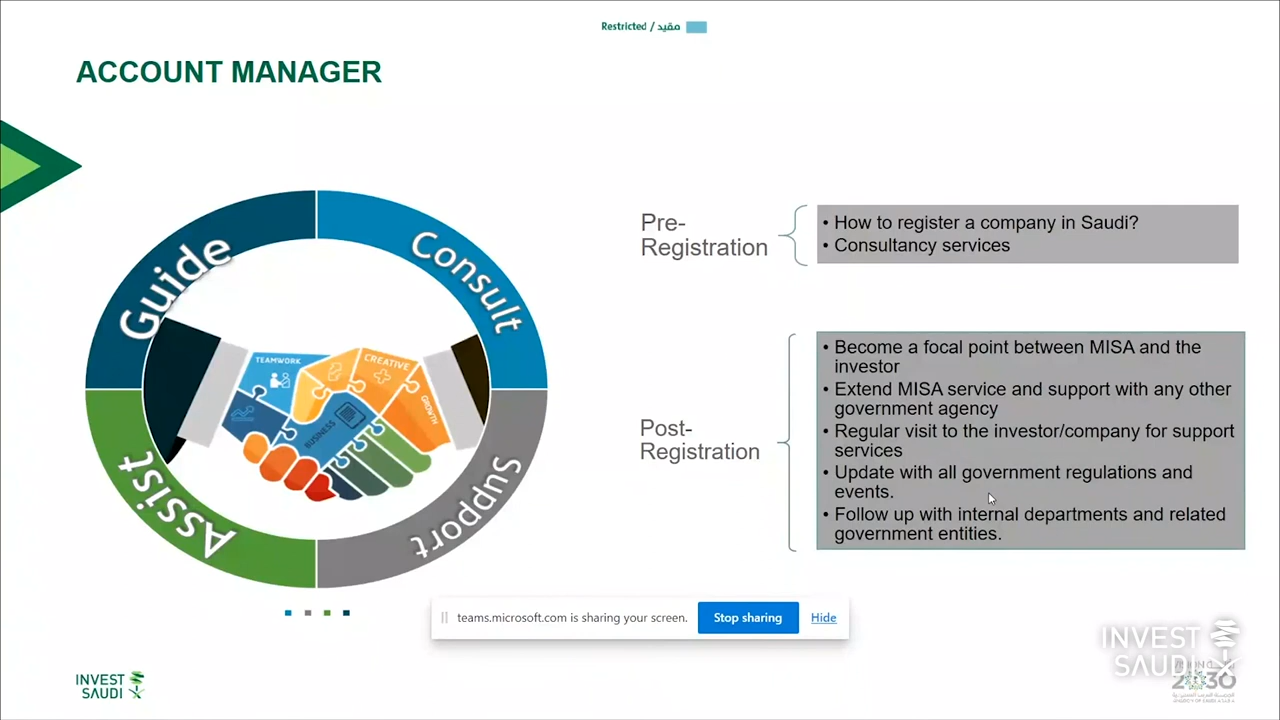 Restricted / مقيد
ACCOUNT MANAGER
Guide
Consult
Assist
Support
TEAMWORK
CREATIVE
GROWTH
BUSINESS
Pre-
Registration
• How to register a company in Saudi?
• Consultancy services
Post-
Registration
• Become a focal point between MISA and the
investor
• Extend MISA service and support with any other
government agency
• Regular visit to the investor/company for support
services
• Update with all government regulations and
events.
• Follow up with internal departments and related
government entities.
teams.microsoft.com is sharing your screen.
Stop sharing
Hide
INVEST
SAUDI
INVEST
SAUDI
2030